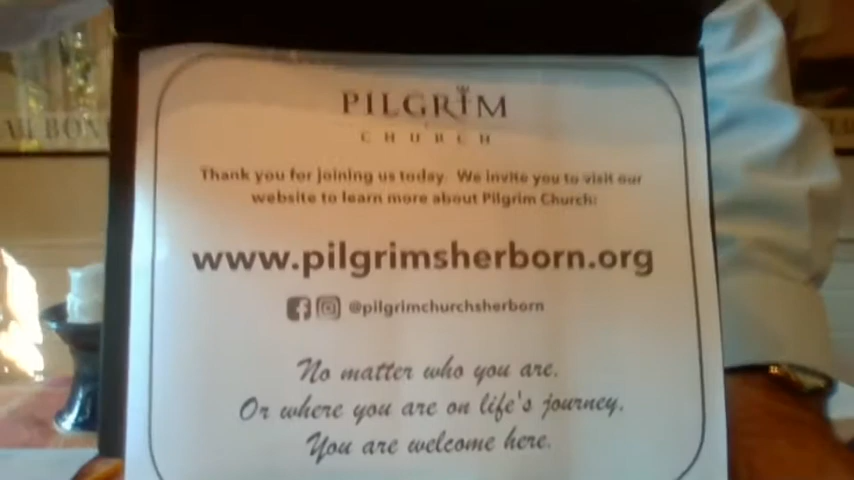 PILGRIM
CHURCH
Thank you for joining us today. We invite you to visit our
website to learn more about Pilgrim Church:
www.pilgrimsherborn.org
@pilgrimchurchsherborn
No matter who you are.
Or where you are on life's journey.
You are welcome here.